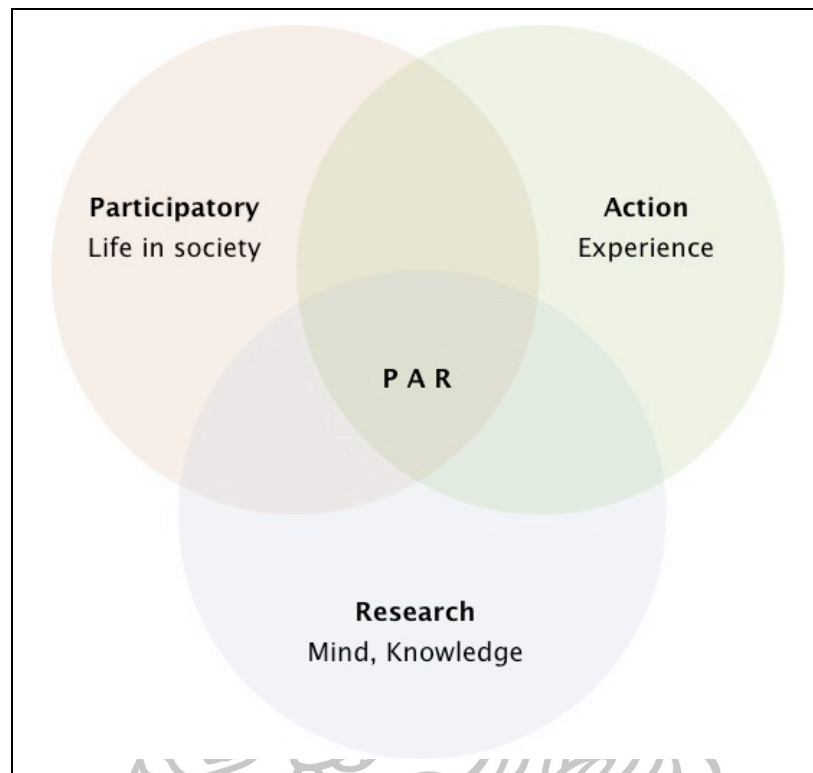 Participatory
Life in society
Action
Experience
P A R
Research
Mind, Knowledge